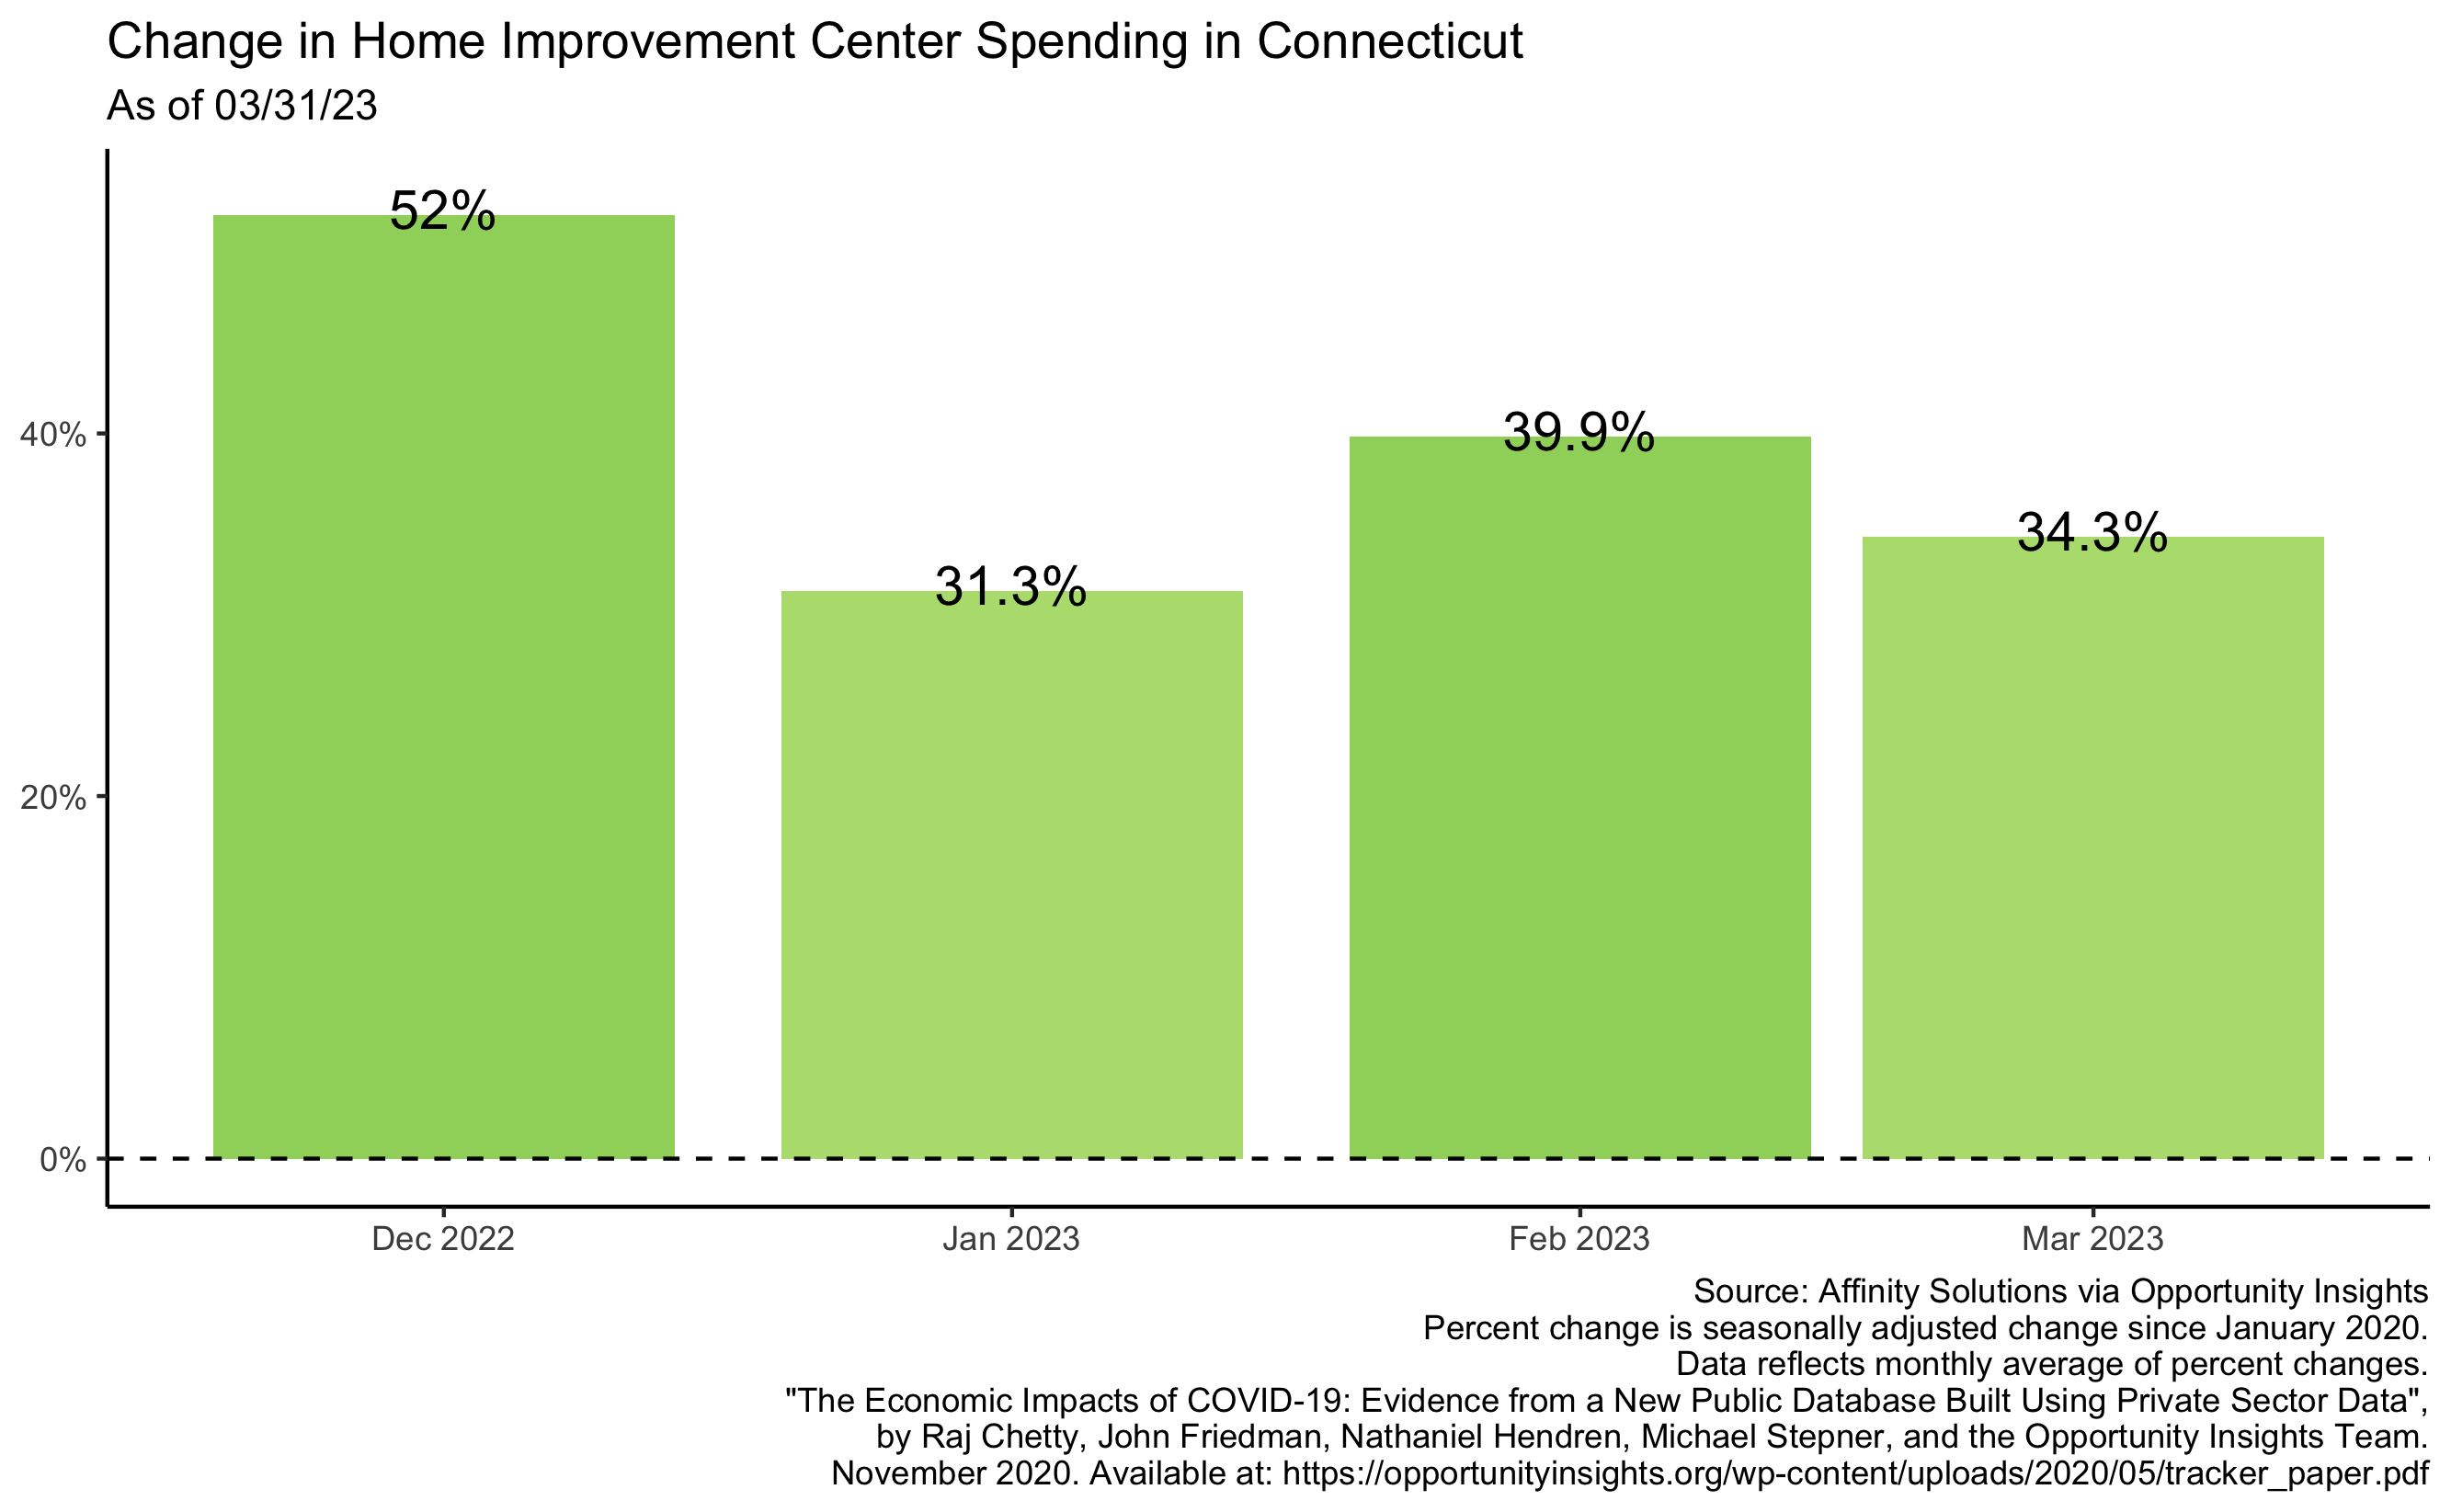 Change in Home Improvement Center Spending in Connecticut
As of 03/31/23
52%
39.9%
34.3%
31.3%
40%
20%
0%
Dec 2022 Jan 2023 Feb 2023 Mar 2023
Source: Affinity Solutions via Opportunity Insights
Percent change is seasonally adjusted change since January 2020.
Data reflects monthly average of percent changes.
"The Economic Impacts of COVID-19: Evidence from a New Public Database Built Using Private Sector Data",
by Raj Chetty, John Friedman, Nathaniel Hendren, Michael Stepner, and the Opportunity Insights Team.
November 2020. Available at: https://opportunityinsights.org/wp-content/uploads/2020/05/tracker_paper.pdf